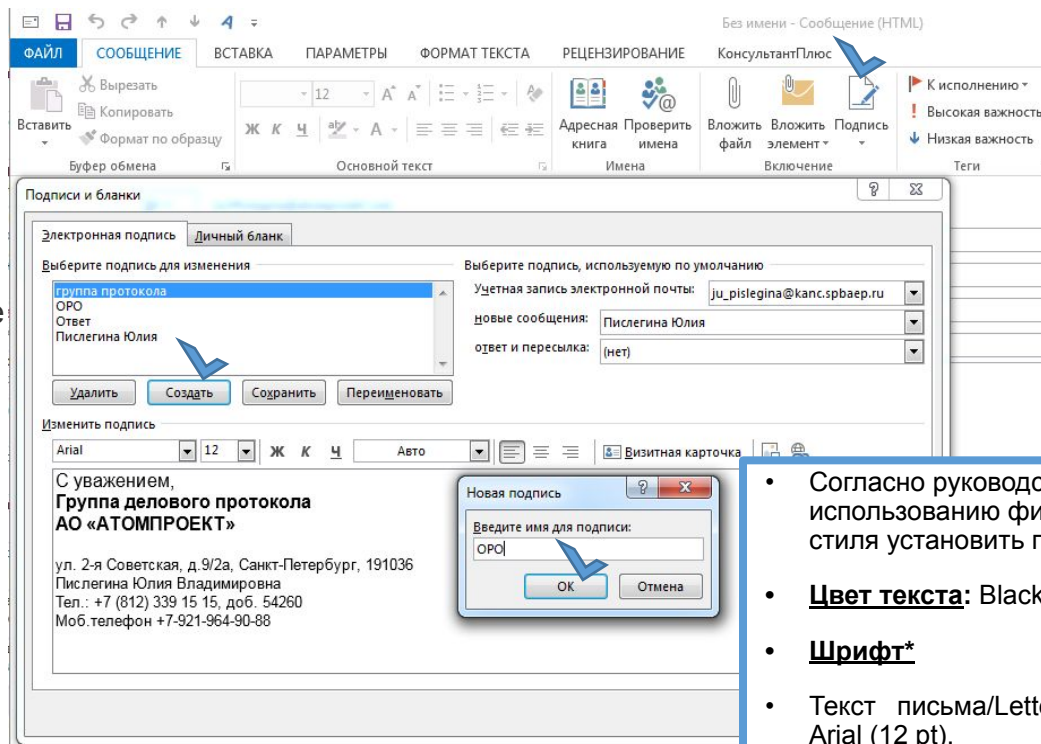 Без имени - Сообщение (HTML)
ФАЙЛ СООБЩЕНИЕ ВСТАВКА ПАРАМЕТРЫ ФОРМАТ ТЕКСТА РЕЦЕНЗИРОВАНИЕ КонсультантПлюс
Вставить
Вырезать
Копировать
Формат по образцу
Буфер обмена
12
Ж К Ч
Основной текст
Адресная книга
Проверить имена
Имена
Вложить файл
Вложить элемент
Подпись
Включение
К исполнению
Высокая важность
Низкая важность
Теги
Подписи и бланки
Электронная подпись Личный бланк
Выберите подпись для изменения
группа протокола
ОРО
Ответ
Пислегина Юлия
Удалить Создать Сохранить Переименовать
Выберите подпись, используемую по умолчанию
Учетная запись электронной почты: ju_pislegina@kanc.spbaep.ru
новые сообщения: Пислегина Юлия
ответ и пересылка: (нет)
Изменить подпись
Arial 12 Ж К Ч Авто Визитная карточка
С уважением,
Группа делового протокола
АО «АТОМПРОЕКТ»
ул. 2-я Советская, д.9/2а, Санкт-Петербург, 191036
Пислегина Юлия Владимировна
Тел.: +7 (812) 339 15 15, доб. 54260
Моб.телефон +7-921-964-90-88
Новая подпись
Введите имя для подписи:
ОРО
ОК Отмена
• Согласно
стиля установить
• Цвет текста: Black
• Шрифт*
• Текст письма/
Arial (12 pt).